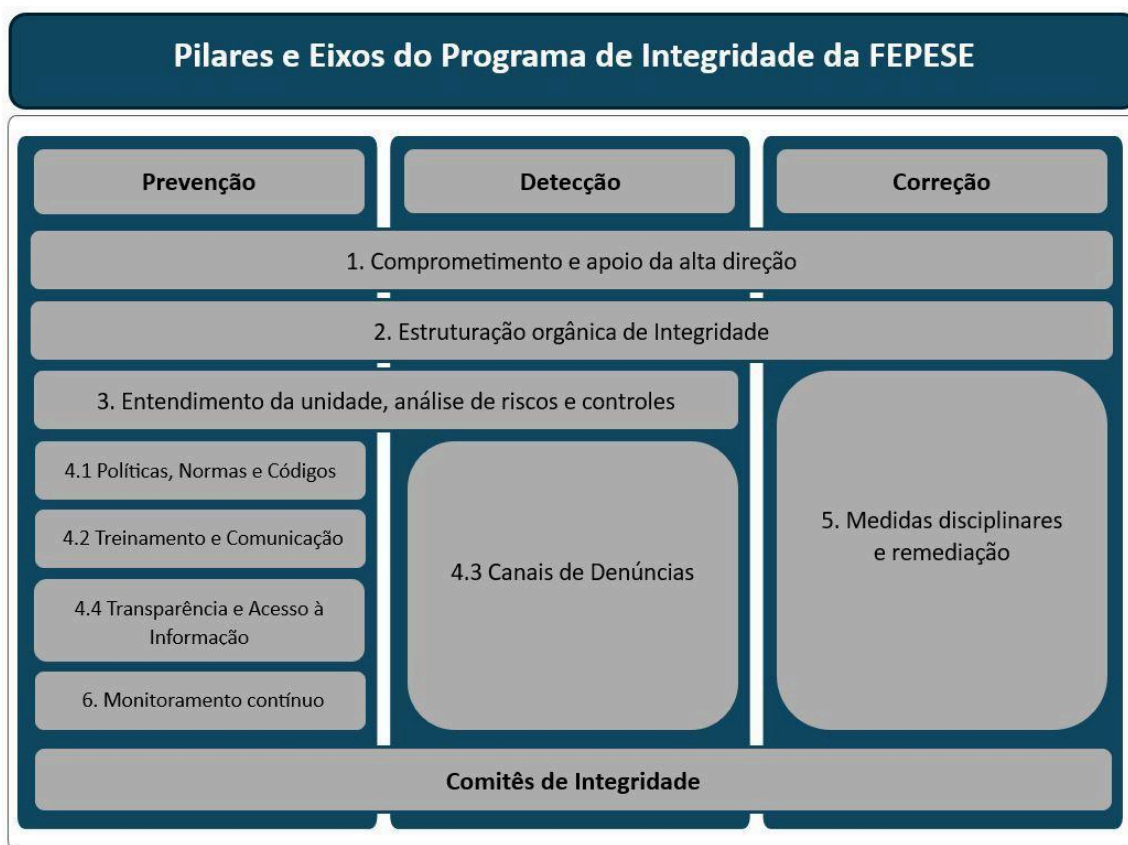 Pilares e Eixos do Programa de Integridade da FEPESE
Prevenção
Detecção
Correção
1. Comprometimento e apoio da alta direção
2. Estruturação orgânica de Integridade
3. Entendimento da unidade, análise de riscos e controles
4.1 Políticas, Normas e Códigos
4.2 Treinamento e Comunicação
4.4 Transparência e Acesso à
Informação
6. Monitoramento contínuo
4.3 Canais de Denúncias
5. Medidas disciplinares
e remediação
Comitês de Integridade